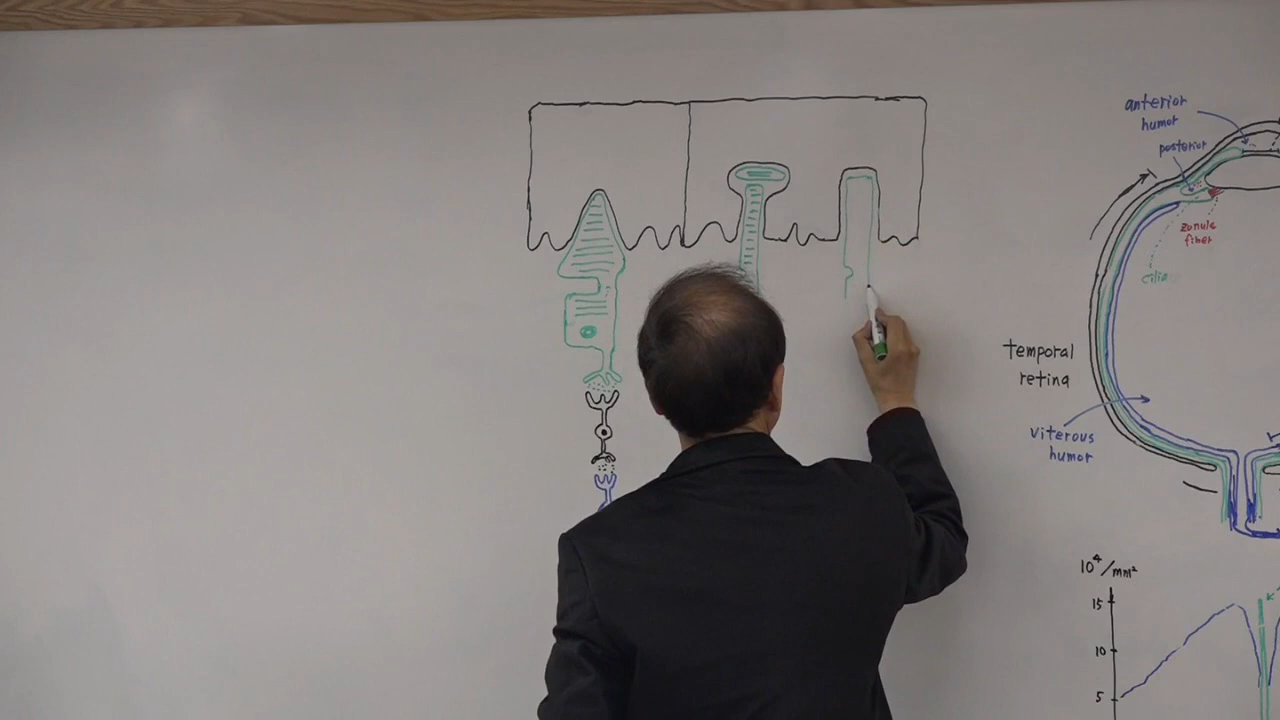 anterior
humor
posterior
zonule
fiber
cilia
temporal
retina
viterous
humor
10⁴/mm²
15
10
5